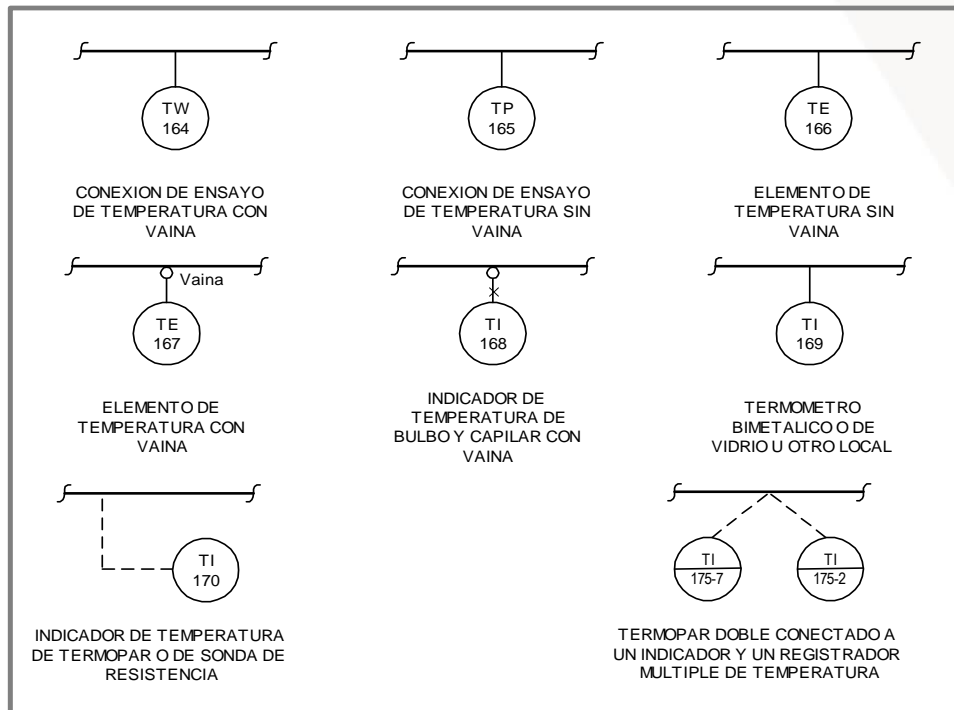 TW
164
CONEXION DE ENSAYO
DE TEMPERATURA CON
VAINA
TP
165
CONEXION DE ENSAYO
DE TEMPERATURA SIN
VAINA
TE
166
ELEMENTO DE
TEMPERATURA SIN
VAINA
Vaina
TE
167
ELEMENTO DE
TEMPERATURA CON
VAINA
TI
168
INDICADOR DE
TEMPERATURA DE
BULBO Y CAPILAR CON
VAINA
TI
169
TERMOMETRO
BIMETALICO O DE
VIDRIO U OTRO LOCAL
TI
170
INDICADOR DE TEMPERATURA
DE TERMOPAR O DE SONDA DE
RESISTENCIA
TI
175-7
TI
175-2
TERMOPAR DOBLE CONECTADO A
UN INDICADOR Y UN REGISTRADOR
MULTIPLE DE TEMPERATURA